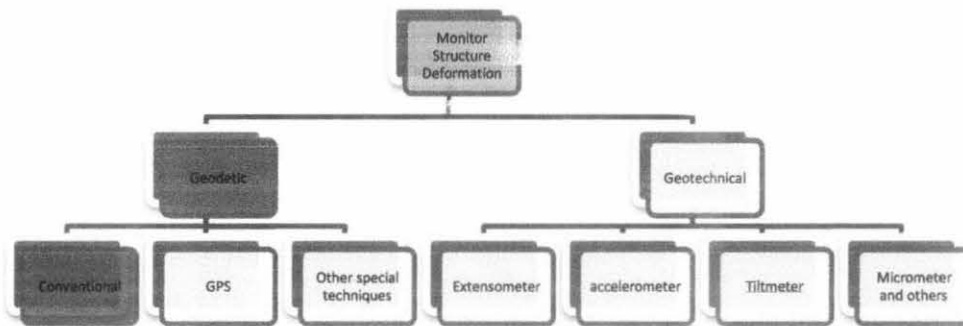 Monitor
Structure
Deformation
Geodetic
Geotechnical
Conventional
GPS
Other special
techniques
Extensometer
accelerometer
Tiltmeter
Micrometer
and others